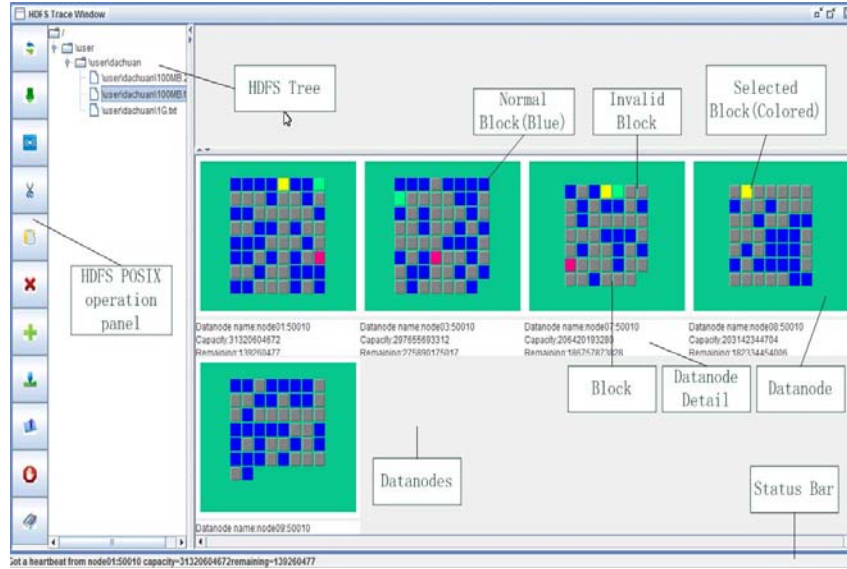 HDFS Trace Window
/
\user
\user\dachuan
\user\dachuan\100MB.2
\user\dachuan\100MB.t
\user\dachuan\1G.txt
HDFS Tree
Normal
Block(Blue)
Invalid
Block
Selected
Block(Colored)
HDFS POSIX
operation
panel
Datanode name:node01:50010
Capacity:31320604672
Remaining:139260477
Datanode name:node03:50010
Capacity:297655693312
Remaining:275890175017
Datanode name:node07:50010
Capacity:206420193280
Remaining:186757873828
Datanode name:node08:50010
Capacity:203142344704
Remaining:182334454006
Block
Datanode
Detail
Datanode
Datanodes
Status Bar
Datanode name:node09:50010
Got a heartbeat from node01:50010 capacity=31320604672remaining=139260477